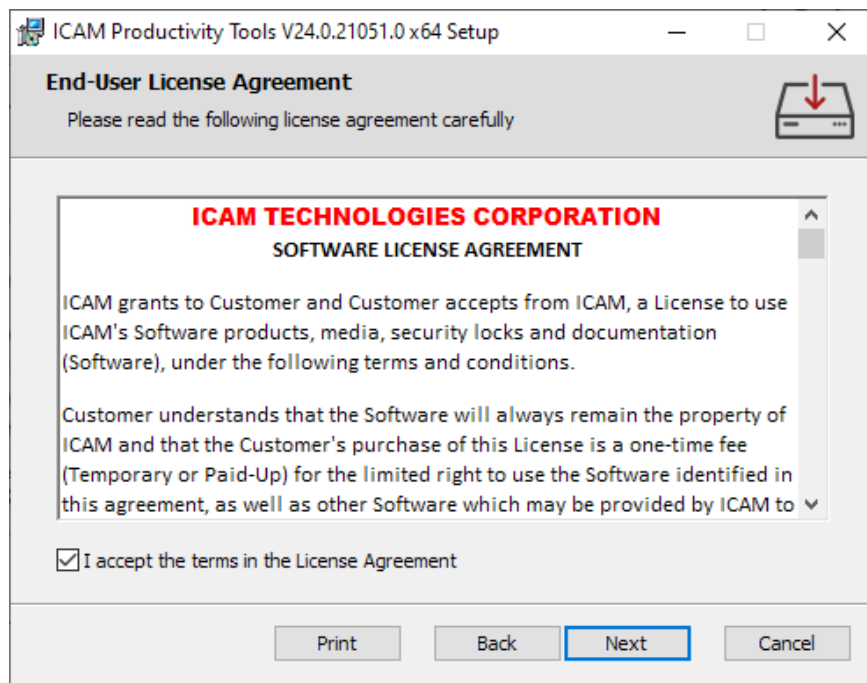 ICAM Productivity Tools V24.0.21051.0 x64 Setup
End-User License Agreement
Please read the following license agreement carefully
ICAM TECHNOLOGIES CORPORATION
SOFTWARE LICENSE AGREEMENT
ICAM grants to Customer and Customer accepts from ICAM, a License to use
ICAM's Software products, media, security locks and documentation
(Software), under the following terms and conditions.
Customer understands that the Software will always remain the property of
ICAM and that the Customer's purchase of this License is a one-time fee
(Temporary or Paid-Up) for the limited right to use the Software identified in
this agreement, as well as other Software which may be provided by ICAM to
I accept the terms in the License Agreement
Print Back Next Cancel